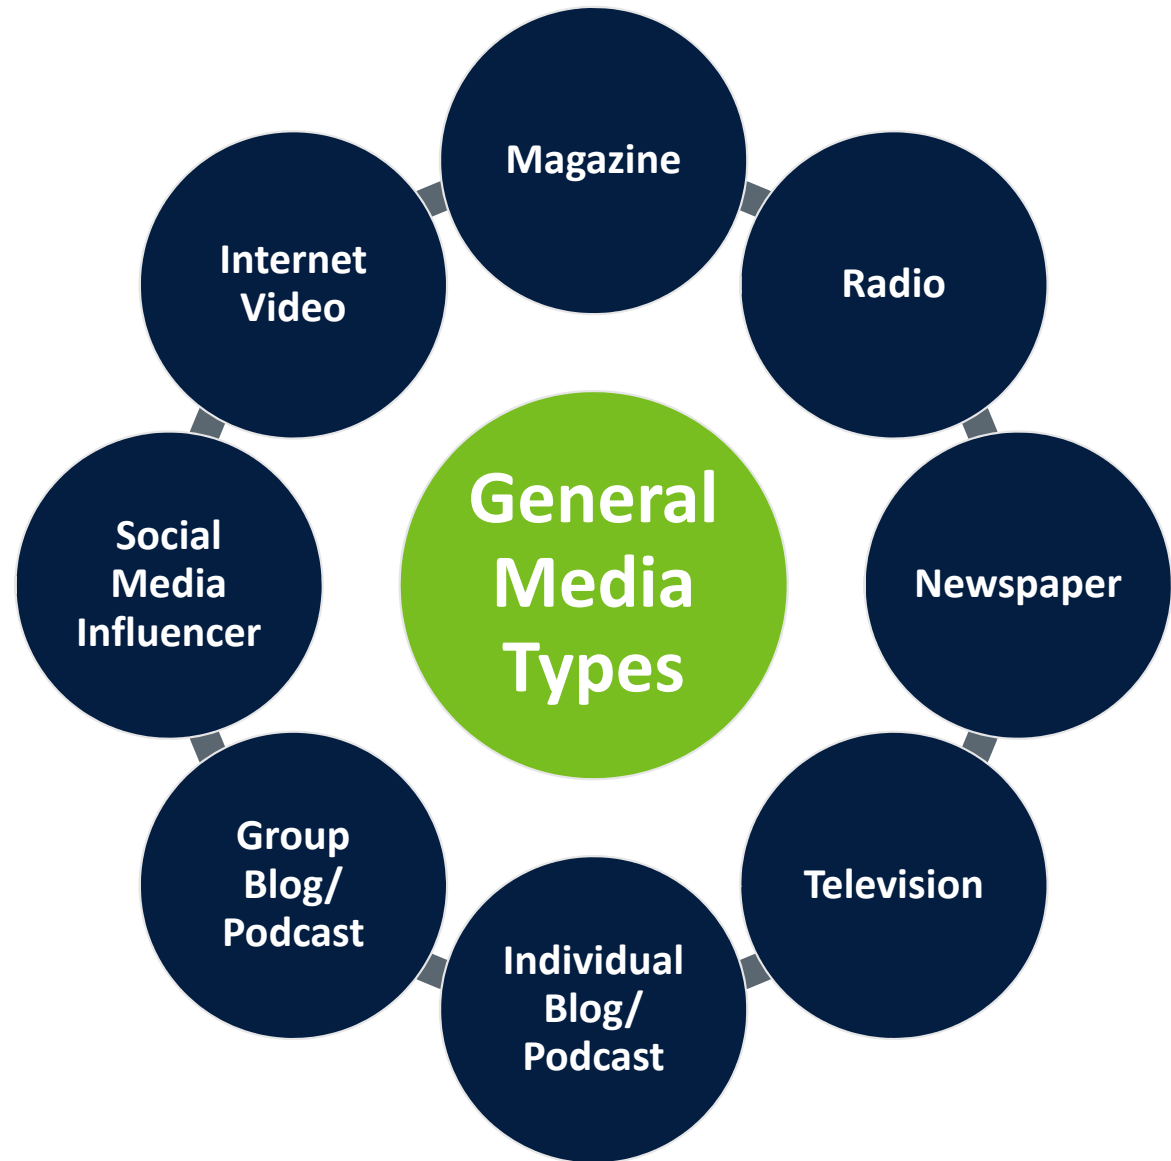 Magazine
Radio
Newspaper
Television
Individual
Blog/
Podcast
Group
Blog/
Podcast
Social
Media
Influencer
Internet
Video
General
Media
Types